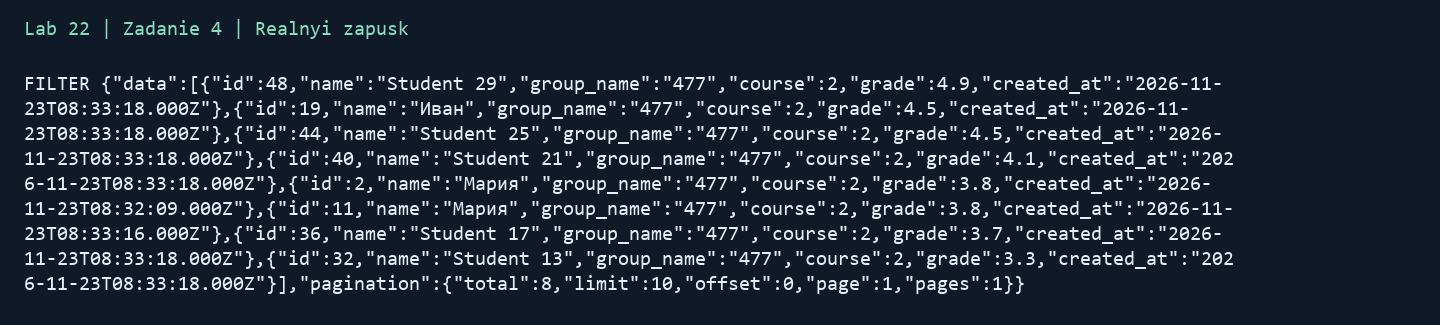 Lab 22 | Zadanie 4 | Realnyi zapusk
FILTER {"data":[{"id":48,"name":"Student 29","group_name":"477","course":2,"grade":4.9,"created_at":"2026-11-
23T08:33:18.000Z"},{"id":19,"name":"Иван","group_name":"477","course":2,"grade":4.5,"created_at":"2026-11-
23T08:33:18.000Z"},{"id":44,"name":"Student 25","group_name":"477","course":2,"grade":4.5,"created_at":"2026-
11-23T08:33:18.000Z"},{"id":40,"name":"Student 21","group_name":"477","course":2,"grade":4.1,"created_at":"202
6-11-23T08:33:18.000Z"},{"id":2,"name":"Мария","group_name":"477","course":2,"grade":3.8,"created_at":"2026-
11-23T08:32:09.000Z"},{"id":11,"name":"Мария","group_name":"477","course":2,"grade":3.8,"created_at":"2026-11-
23T08:33:16.000Z"},{"id":36,"name":"Student 17","group_name":"477","course":2,"grade":3.7,"created_at":"2026-
11-23T08:33:18.000Z"},{"id":32,"name":"Student 13","group_name":"477","course":2,"grade":3.3,"created_at":"202
6-11-23T08:33:18.000Z"}],"pagination":{"total":8,"limit":10,"offset":0,"page":1,"pages":1}}